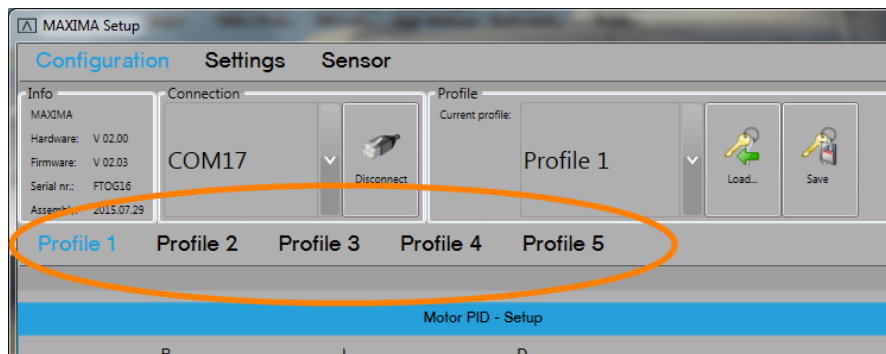 MAXIMA Setup
Configuration Settings Sensor
Info Connection Profile
MAXIMA Current profile:
Hardware: V 02.00
Firmware: V 02.03
COM17 Profile 1
Serial nr.: FTOG16 Disconnect Load... Save
Assembly: 2015.07.29
Profile 1 Profile 2 Profile 3 Profile 4 Profile 5
Motor PID - Setup
P I D